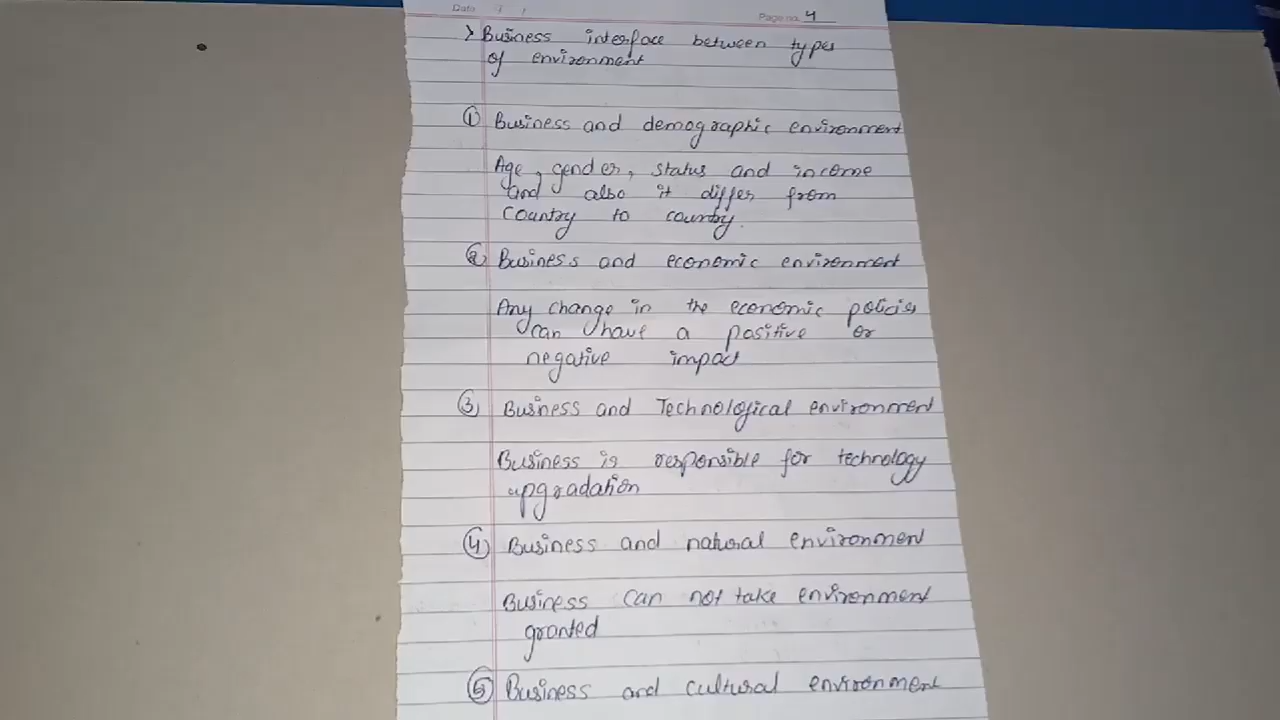 Date / /
Page no. 4
> Business interface between types
of environment
① Business and demographic environment
Age, gender, status and income
and also it differ from
country to country.
② Business and economic environment
Any change in the economic policies
can have a positive or
negative impact
③ Business and Technological environment
Business is responsible for technology
upgradation
④ Business and natural environment
Business can not take environment
granted
⑤ Business and cultural environment